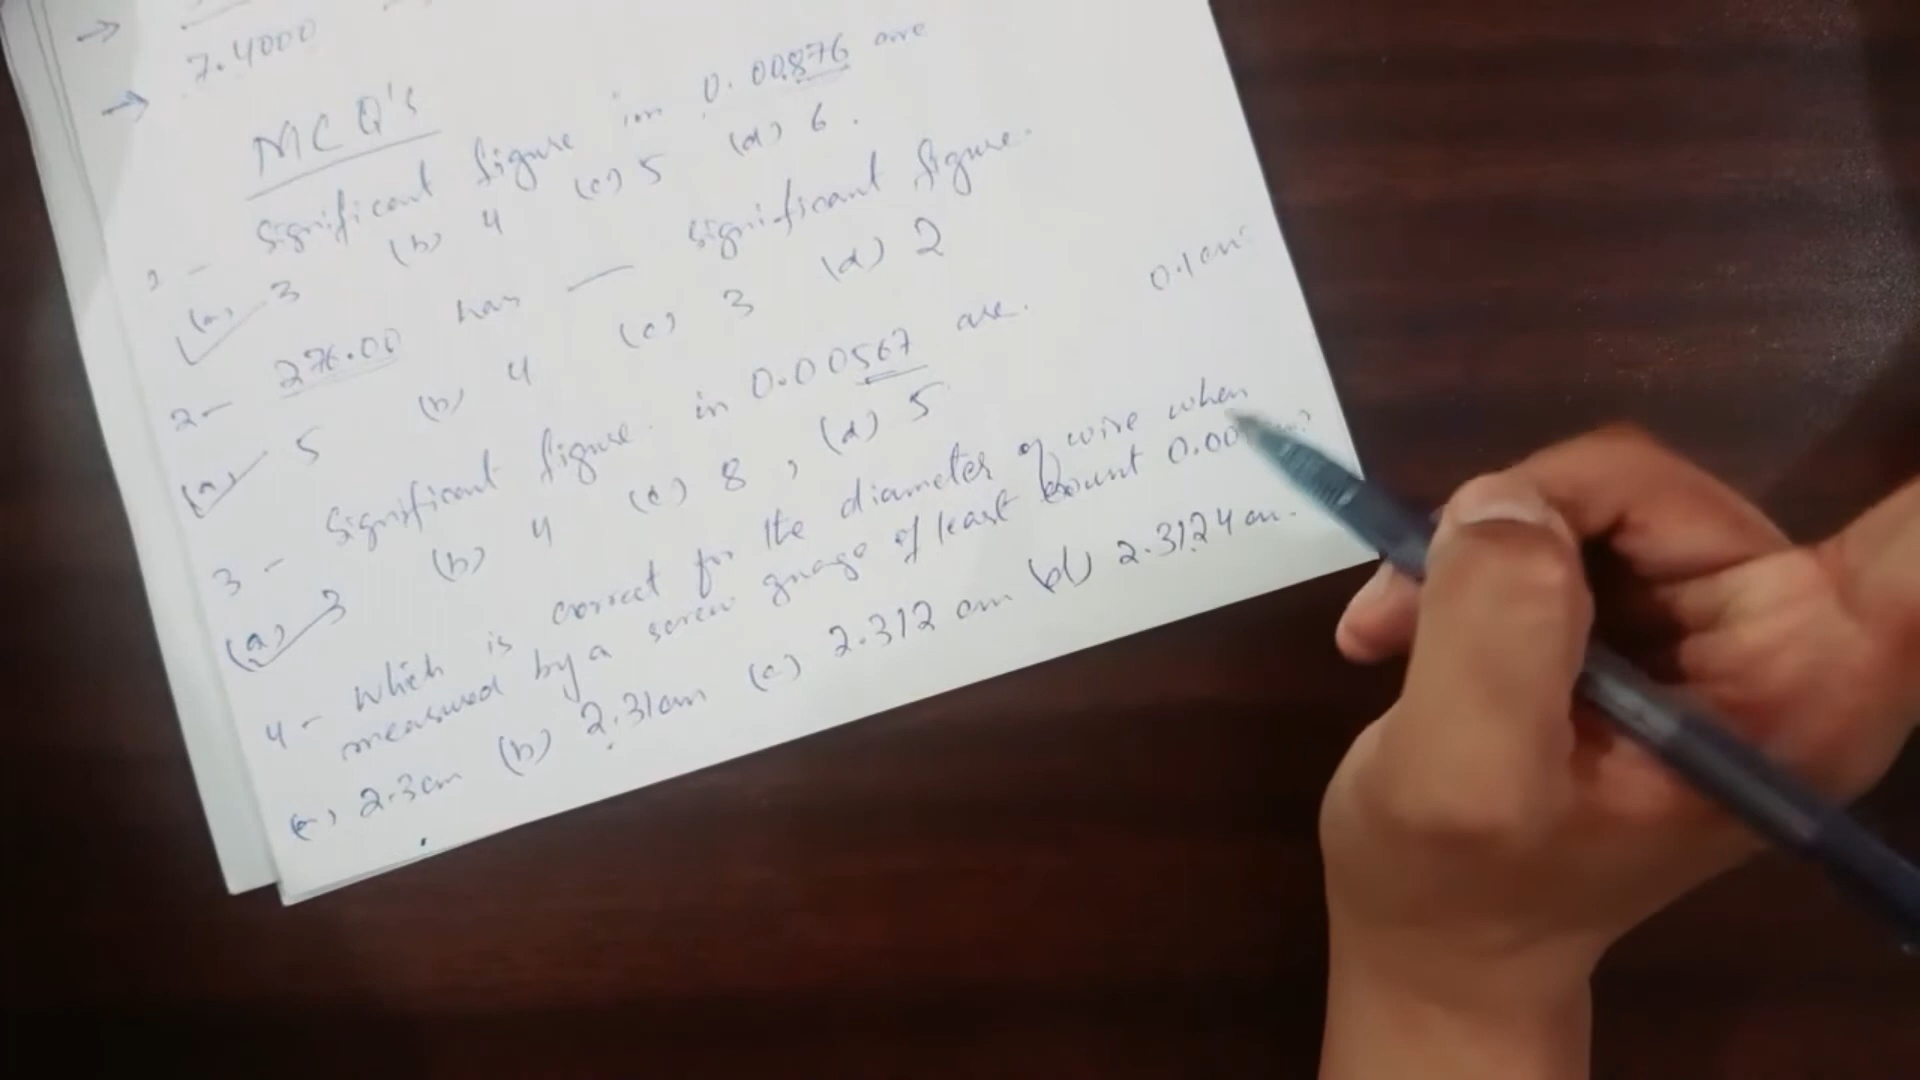 7.4000
MCQ's
1- Significant figure in 0.00876 are
(a) 3 (b) 4 (c) 5 (d) 6.
2- 276.00 has — significant figure.
(a) 5 (b) 4 (c) 3 (d) 2
0.1cm
3- Significant figure in 0.00567 are.
(a) 3 (b) 4 (c) 8, (d) 5
4- Which is correct for the diameter of wire when
measured by a screw guage of least count 0.00
(a) 2.3cm (b) 2.31cm (c) 2.312 cm (d) 2.3124 cm.